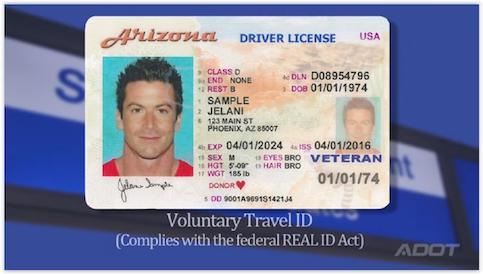 Arizona
DRIVER LICENSE
USA
9 CLASS D
9a END NONE
12 REST B
4d DLN D08954796
3 DOB 01/01/1974
1 SAMPLE
2 JELANI
8 123 MAIN ST
PHOENIX, AZ 85007
4b EXP 04/01/2024
4a ISS 04/01/2016
15 SEX M
18 EYES BRO
16 HGT 5'-09"
19 HAIR BRO
17 WGT 185 lb
VETERAN
DONOR
01/01/74
Jelani Sample
5 DD 9001A9691S1421J4
Voluntary Travel ID
(Complies with the federal REAL ID Act)
ADOT